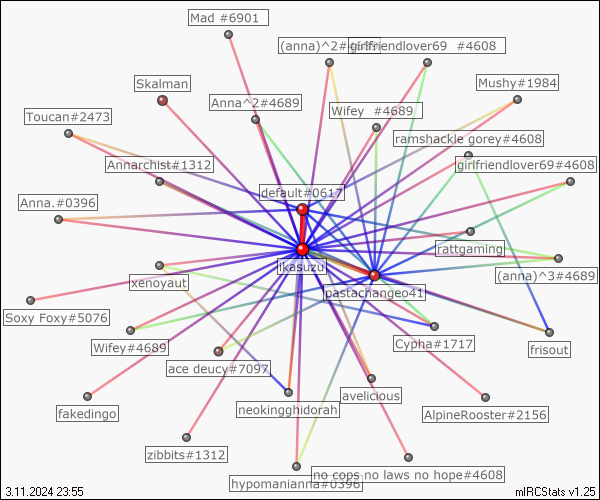 Mad #6901
(anna)^2#4689
girlfriendlover69 #4608
Skalman
Mushy#1984
Anna^2#4689
Wifey #4689
Toucan#2473
ramshackle gorey#4608
Annarchist#1312
girlfriendlover69#4608
default#0617
Anna.#0396
rattgaming
ikasuzu
(anna)^3#4689
xenoyaut
pastachangeo41
Soxy Foxy#5076
Wifey#4689
Cypha#1717
frisout
ace deucy#7097
avelicious
fakedingo
neokingghidorah
AlpineRooster#2156
zibbits#1312
no cops no laws no hope#4608
hypomanianna#0396
3.11.2024 23:55
mIRCStats v1.25